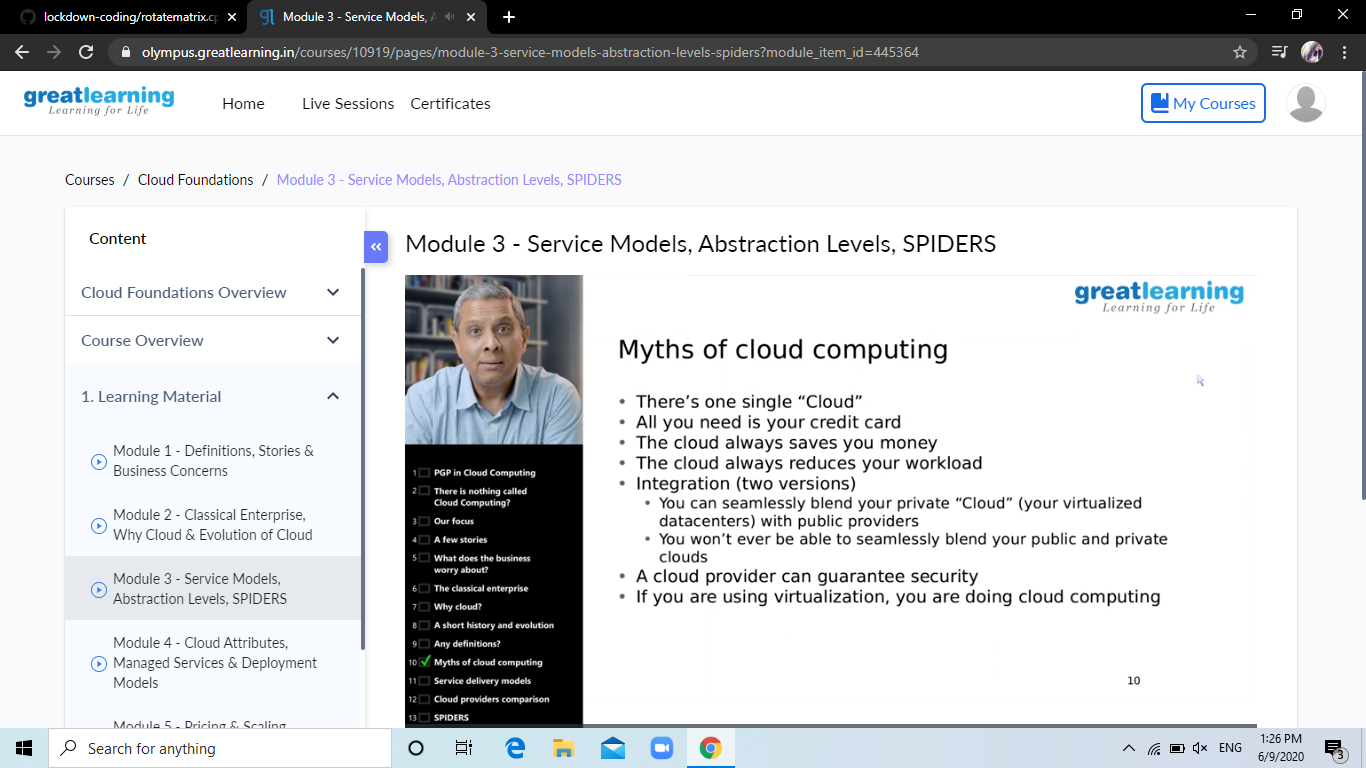 lockdown-coding/rotatematrix.cp
Module 3 - Service Models, A
olympus.greatlearning.in/courses/10919/pages/module-3-service-models-abstraction-levels-spiders?module_item_id=445364
greatlearning
Learning for Life
Home
Live Sessions
Certificates
My Courses
Courses / Cloud Foundations / Module 3 - Service Models, Abstraction Levels, SPIDERS
Content
Cloud Foundations Overview
Course Overview
1. Learning Material
Module 1 - Definitions, Stories &
Business Concerns
Module 2 - Classical Enterprise,
Why Cloud & Evolution of Cloud
Module 3 - Service Models,
Abstraction Levels, SPIDERS
Module 4 - Cloud Attributes,
Managed Services & Deployment
Models
Module 5 - Pricing & Scaling
Module 3 - Service Models, Abstraction Levels, SPIDERS
1 PGP in Cloud Computing
2 There is nothing called
Cloud Computing?
3 Our focus
4 A few stories
5 What does the business
worry about?
6 The classical enterprise
7 Why cloud?
8 A short history and evolution
9 Any definitions?
10 Myths of cloud computing
11 Service delivery models
12 Cloud providers comparison
13 SPIDERS
greatlearning
Learning for Life
Myths of cloud computing
• There's one single “Cloud”
• All you need is your credit card
• The cloud always saves you money
• The cloud always reduces your workload
• Integration (two versions)
• You can seamlessly blend your private “Cloud” (your virtualized
datacenters) with public providers
• You won't ever be able to seamlessly blend your public and private
clouds
• A cloud provider can guarantee security
• If you are using virtualization, you are doing cloud computing
10
Search for anything
ENG
1:26 PM
6/9/2020
3